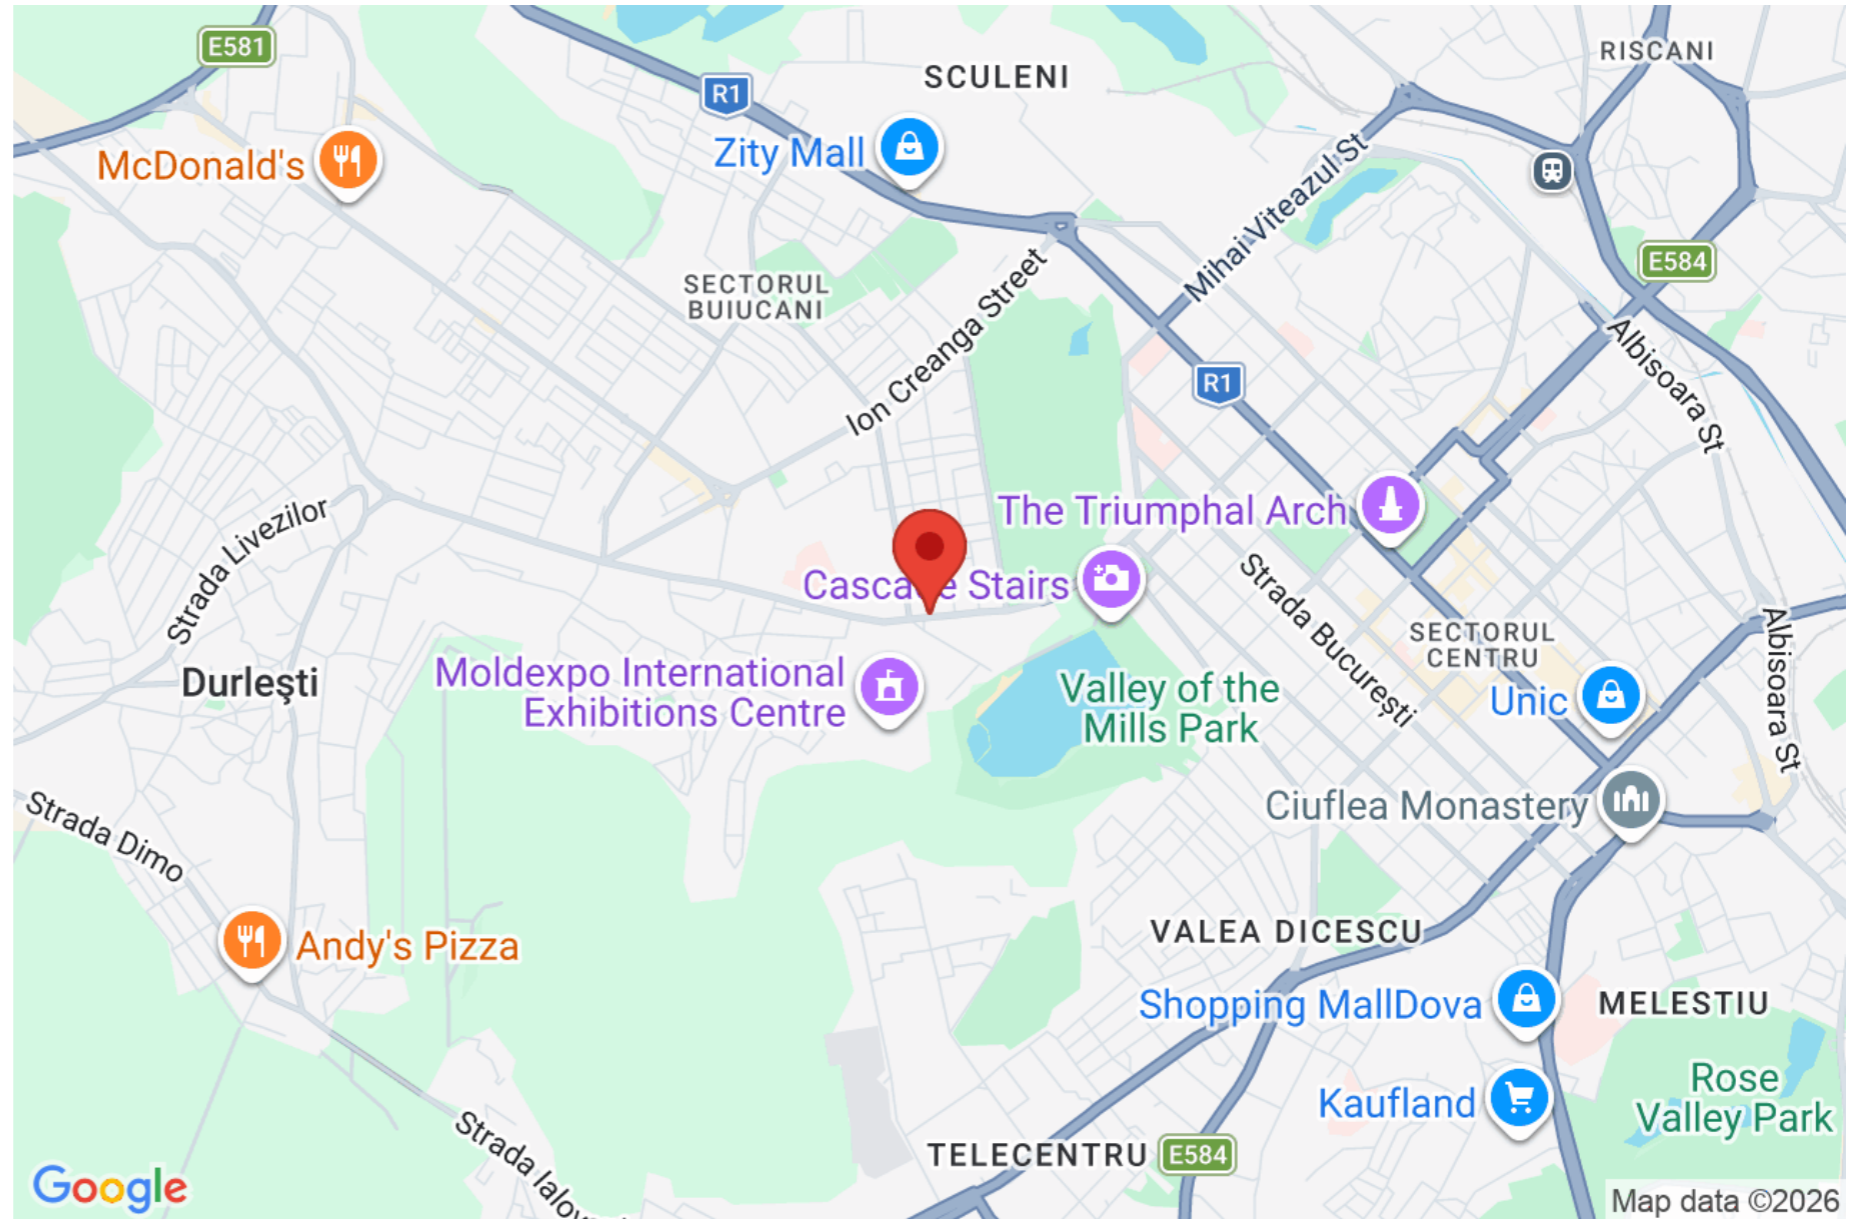 E581
RISCANI
SCULENI
R1
Zity Mall
McDonald's
Mihai Viteazul St
E584
SECTORUL
BUIUCANI
Ion Creanga Street
Albisoara St
R1
The Triumphal Arch
Strada Livezilor
Cascade Stairs
Strada București
SECTORUL
CENTRU
Albisoara St
Durleşti
Moldexpo International
Exhibitions Centre
Valley of the
Mills Park
Unic
Strada Dimo
Ciuflea Monastery
Andy's Pizza
VALEA DICESCU
Shopping MallDova
MELESTIU
Rose
Valley Park
Kaufland
Strada Ialov
TELECENTRU
E584
Google
Map data ©2026